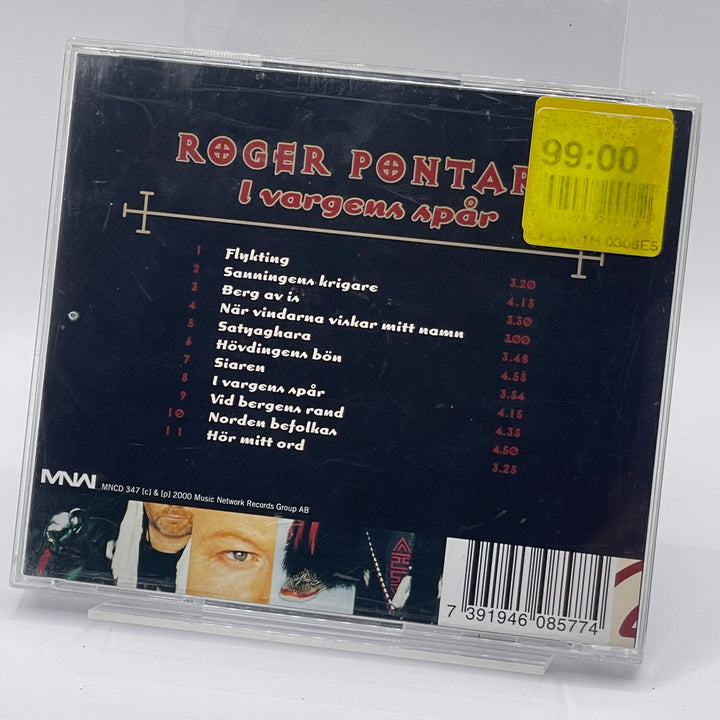 ROGER PONTAR
99:00
I vargens spår
0308E5
1 Flykting 3.20
2 Sanningens krigare 4.15
3 Berg av is 3.30
4 När vindarna viskar mitt namn 3.00
5 Satyaghara 3.48
6 Hövdingens bön 4.55
7 Siaren 3.54
8 I vargens spår 4.15
9 Vid bergens rand 4.35
10 Norden befolkas 4.50
11 Hör mitt ord 3.25
MNW MNCD 347 [c] & [p] 2000 Music Network Records Group AB
7 391946 085774